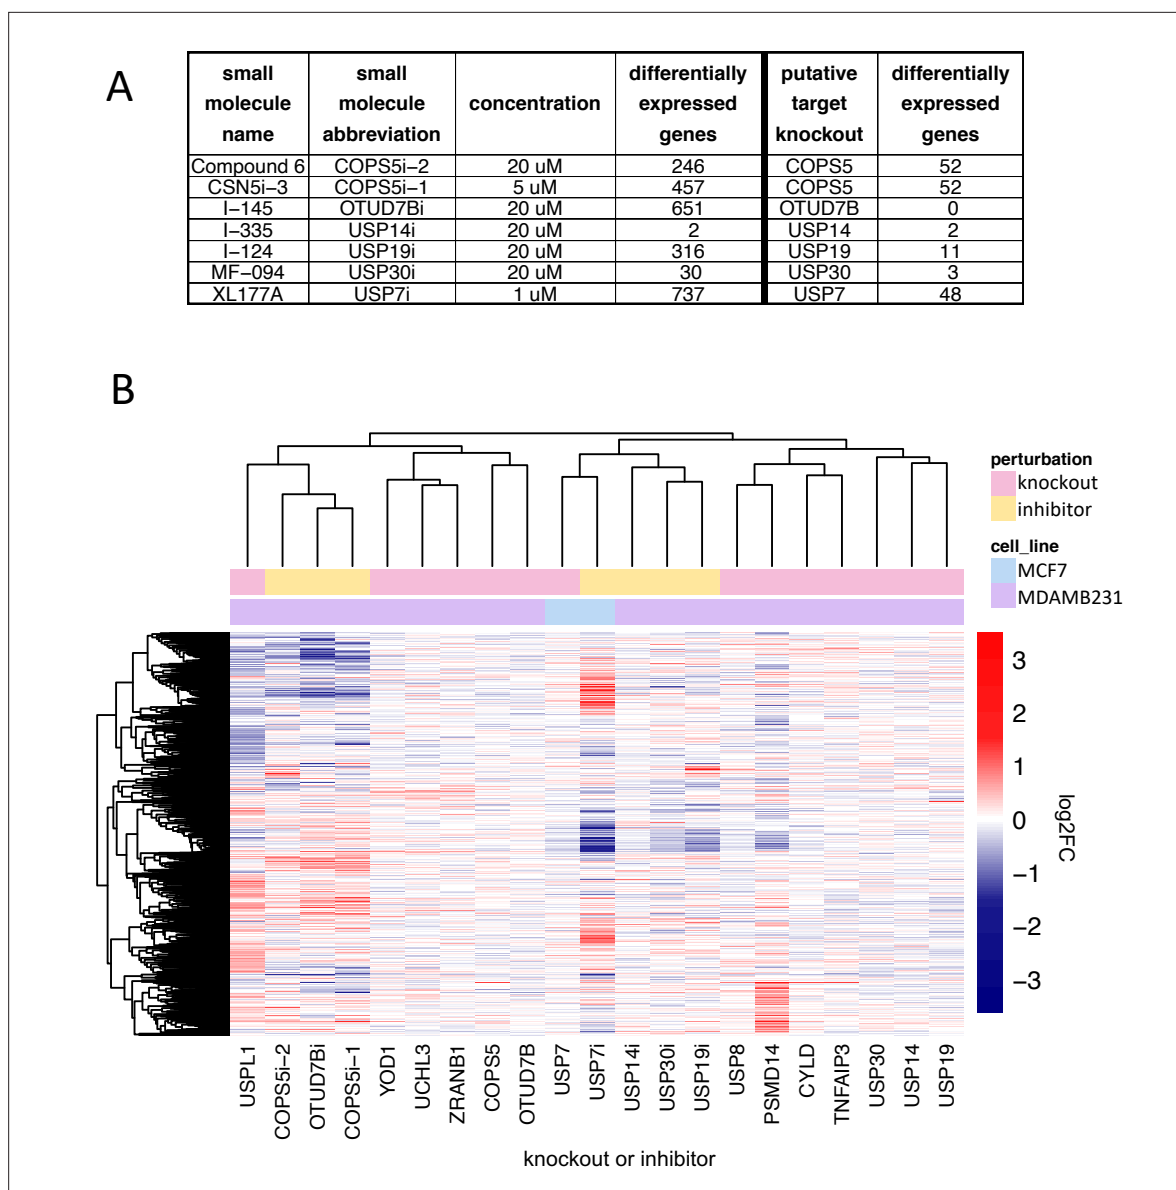 A
small molecule name | small molecule abbreviation | concentration | differentially expressed genes | putative target knockout | differentially expressed genes
Compound 6 | COPS5i−2 | 20 uM | 246 | COPS5 | 52
CSN5i−3 | COPS5i−1 | 5 uM | 457 | COPS5 | 52
I−145 | OTUD7Bi | 20 uM | 651 | OTUD7B | 0
I−335 | USP14i | 20 uM | 2 | USP14 | 2
I−124 | USP19i | 20 uM | 316 | USP19 | 11
MF−094 | USP30i | 20 uM | 30 | USP30 | 3
XL177A | USP7i | 1 uM | 737 | USP7 | 48
B
perturbation
knockout
inhibitor
cell_line
MCF7
MDAMB231
3
2
1
0
−1
−2
−3
log2FC
USPL1
COPS5i−2
OTUD7Bi
COPS5i−1
YOD1
UCHL3
ZRANB1
COPS5
OTUD7B
USP7
USP7i
USP14i
USP30i
USP19i
USP8
PSMD14
CYLD
TNFAIP3
USP30
USP14
USP19
knockout or inhibitor